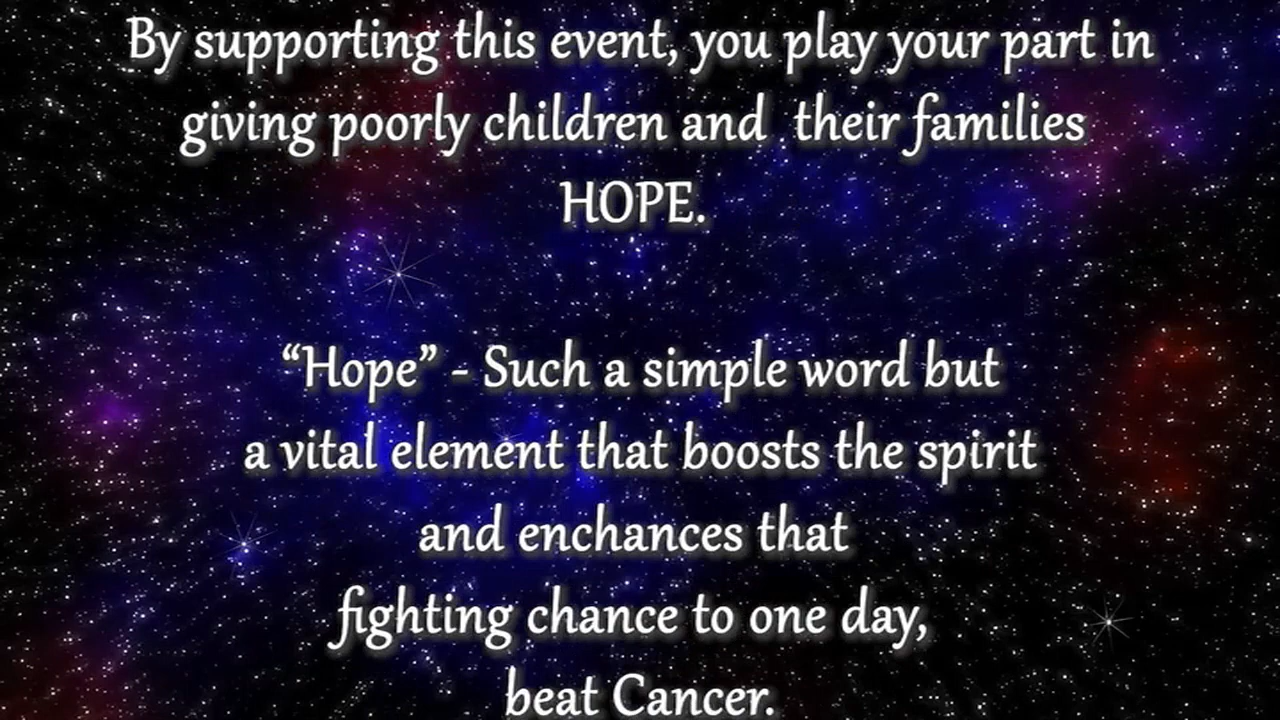 By supporting this event, you play your part in
giving poorly children and  their families
HOPE.
“Hope” - Such a simple word but
a vital element that boosts the spirit
and enchances that
fighting chance to one day,
beat Cancer.